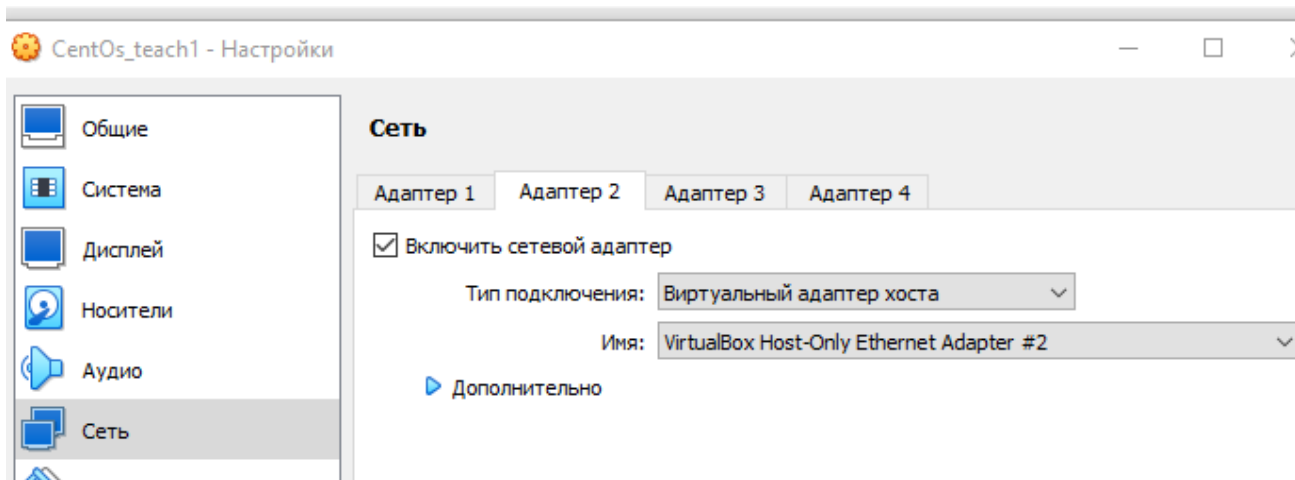 CentOs_teach1 - Настройки
Общие
Система
Дисплей
Носители
Аудио
Сеть
Сеть
Адаптер 1 Адаптер 2 Адаптер 3 Адаптер 4
Включить сетевой адаптер
Тип подключения: Виртуальный адаптер хоста
Имя: VirtualBox Host-Only Ethernet Adapter #2
Дополнительно